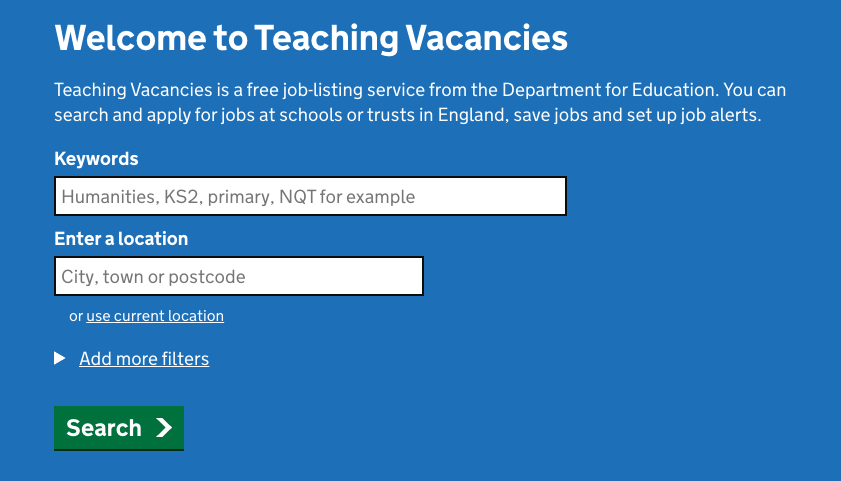 Welcome to Teaching Vacancies
Teaching Vacancies is a free job-listing service from the Department for Education. You can
search and apply for jobs at schools or trusts in England, save jobs and set up job alerts.
Keywords
Humanities, KS2, primary, NQT for example
Enter a location
City, town or postcode
or use current location
Add more filters
Search